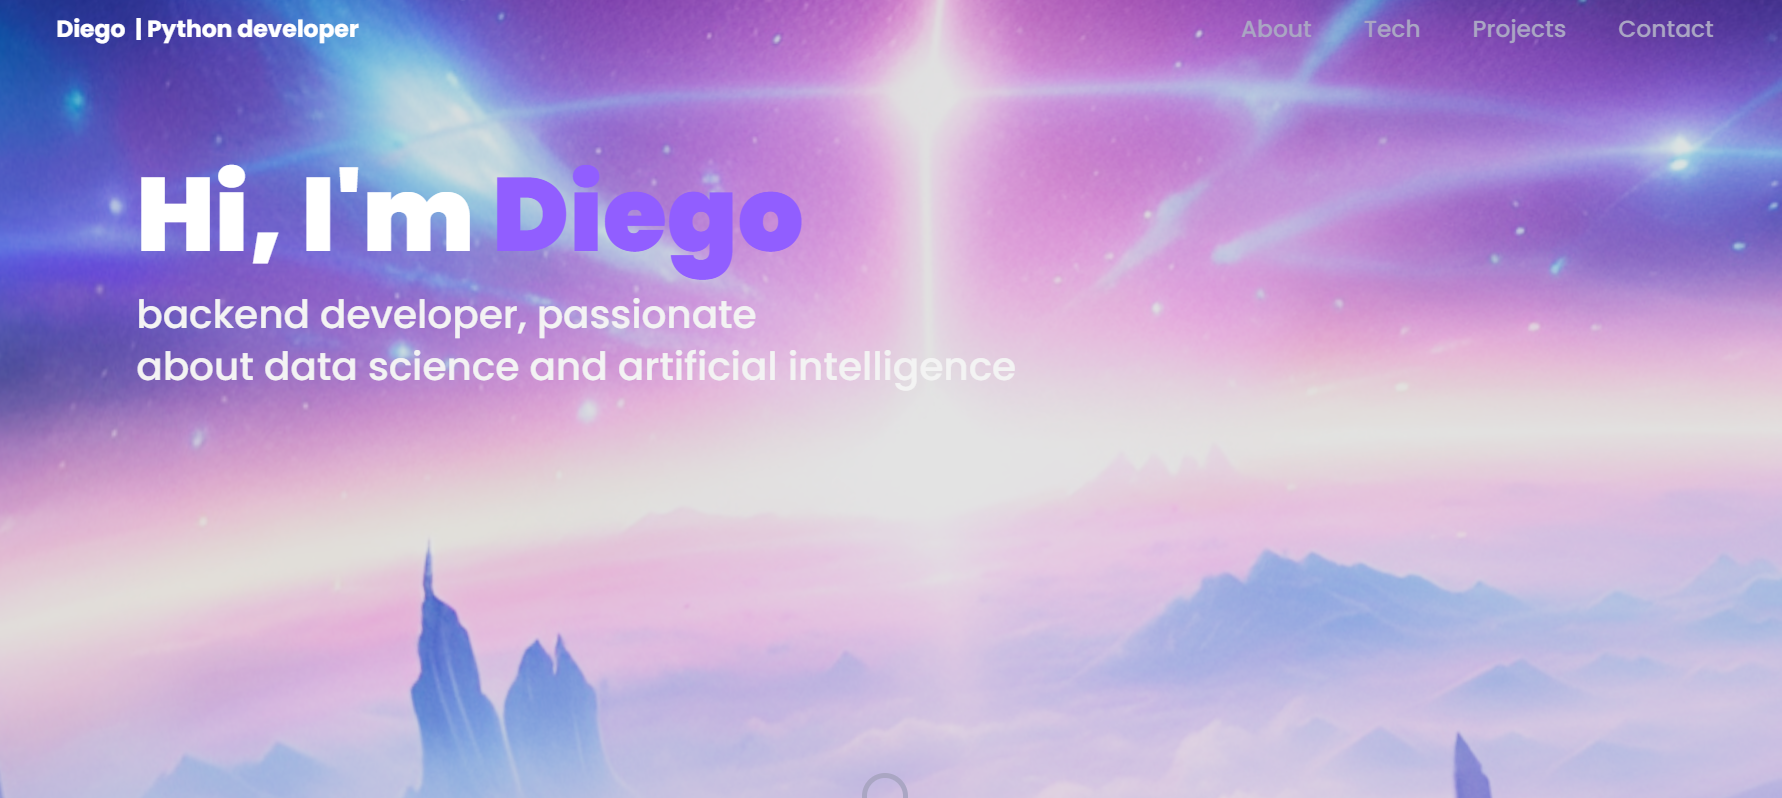 Diego | Python developer
About Tech Projects Contact
Hi, I'm Diego
backend developer, passionate
about data science and artificial intelligence